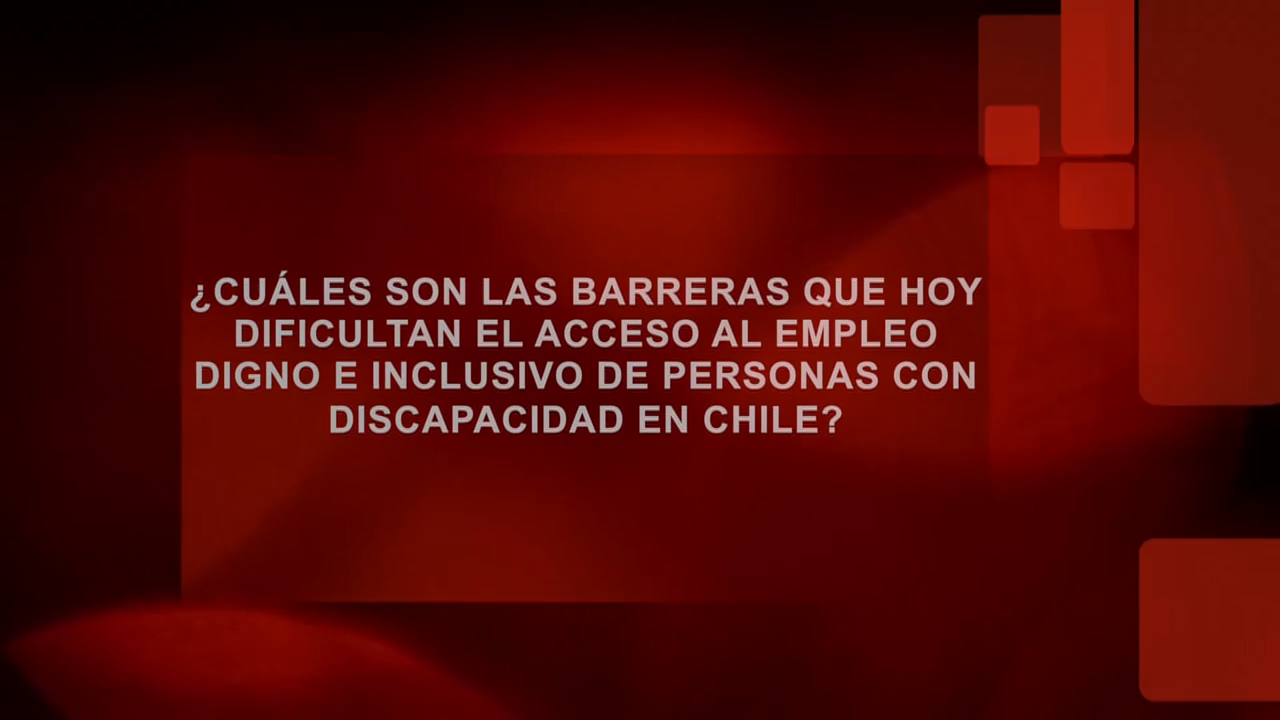 ¿CUÁLES SON LAS BARRERAS QUE HOY
DIFICULTAN EL ACCESO AL EMPLEO
DIGNO E INCLUSIVO DE PERSONAS CON
DISCAPACIDAD EN CHILE?